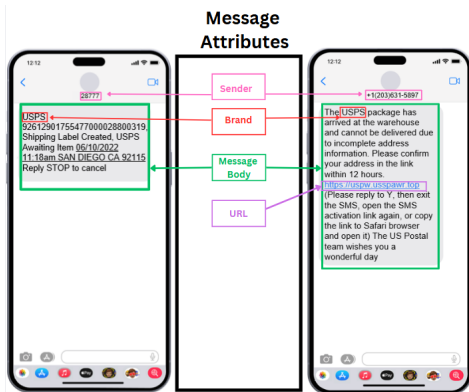 Message
Attributes
12:12
28777
USPS
92612901755477000028800319,
Shipping Label Created, USPS
Awaiting Item 06/10/2022
11:18am SAN DIEGO CA 92115
Reply STOP to cancel
Sender
Brand
Message
Body
URL
12:12
+1(203)631-5897
The USPS package has
arrived at the warehouse
and cannot be delivered due
to incomplete address
information. Please confirm
your address in the link
within 12 hours.
https://uspw.usspawr.top
(Please reply to Y, then exit
the SMS, open the SMS
activation link again, or copy
the link to Safari browser
and open it) The US Postal
team wishes you a
wonderful day